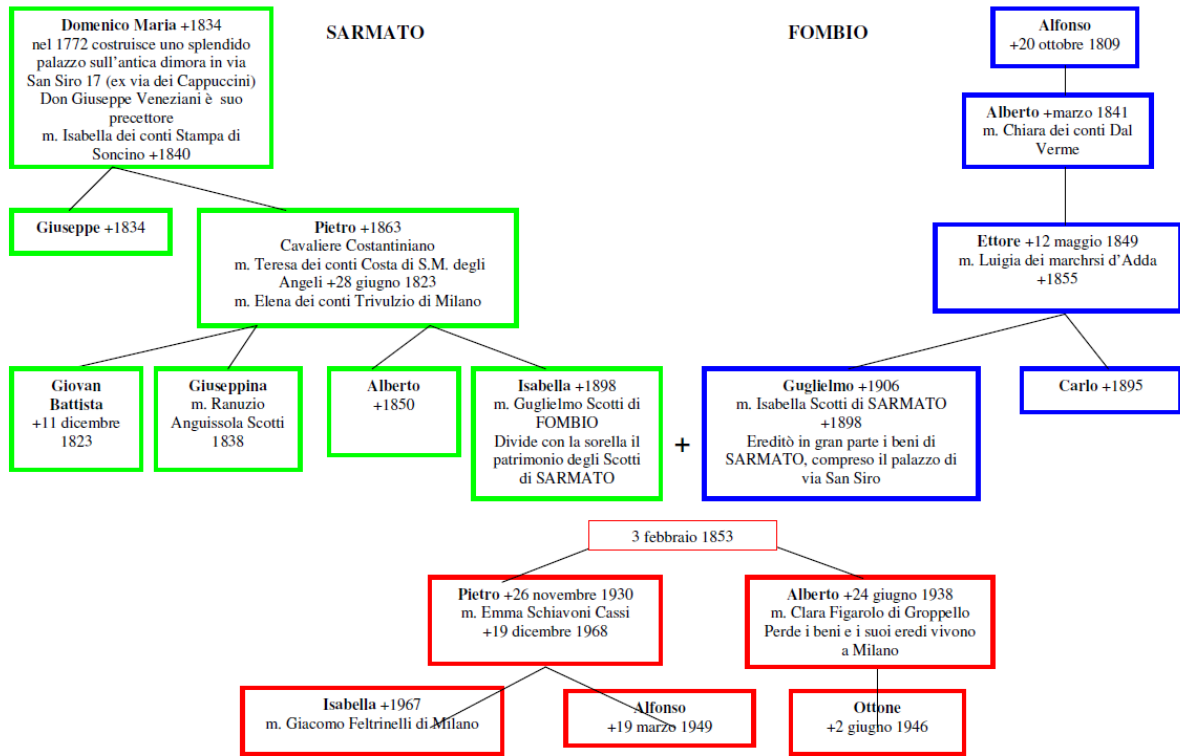 SARMATO
FOMBIO
Domenico Maria +1834
nel 1772 costruisce uno splendido
palazzo sull'antica dimora in via
San Siro 17 (ex via dei Cappuccini)
Don Giuseppe Veneziani è suo
precettore
m. Isabella dei conti Stampa di
Soncino +1840
Alfonso
+20 ottobre 1809
Alberto +marzo 1841
m. Chiara dei conti Dal
Verme
Giuseppe +1834
Pietro +1863
Cavaliere Costantiniano
m. Teresa dei conti Costa di S.M. degli
Angeli +28 giugno 1823
m. Elena dei conti Trivulzio di Milano
Ettore +12 maggio 1849
m. Luigia dei marchrsi d'Adda
+1855
Giovan
Battista
+11 dicembre
1823
Giuseppina
m. Ranuzio
Anguissola Scotti
1838
Alberto
+1850
Isabella +1898
m. Guglielmo Scotti di
FOMBIO
Divide con la sorella il
patrimonio degli Scotti
di SARMATO
+
Guglielmo +1906
m. Isabella Scotti di SARMATO
+1898
Ereditò in gran parte i beni di
SARMATO, compreso il palazzo di
via San Siro
Carlo +1895
3 febbraio 1853
Pietro +26 novembre 1930
m. Emma Schiavoni Cassi
+19 dicembre 1968
Alberto +24 giugno 1938
m. Clara Figarolo di Groppello
Perde i beni e i suoi eredi vivono
a Milano
Isabella +1967
m. Giacomo Feltrinelli di Milano
Alfonso
+19 marzo 1949
Ottone
+2 giugno 1946